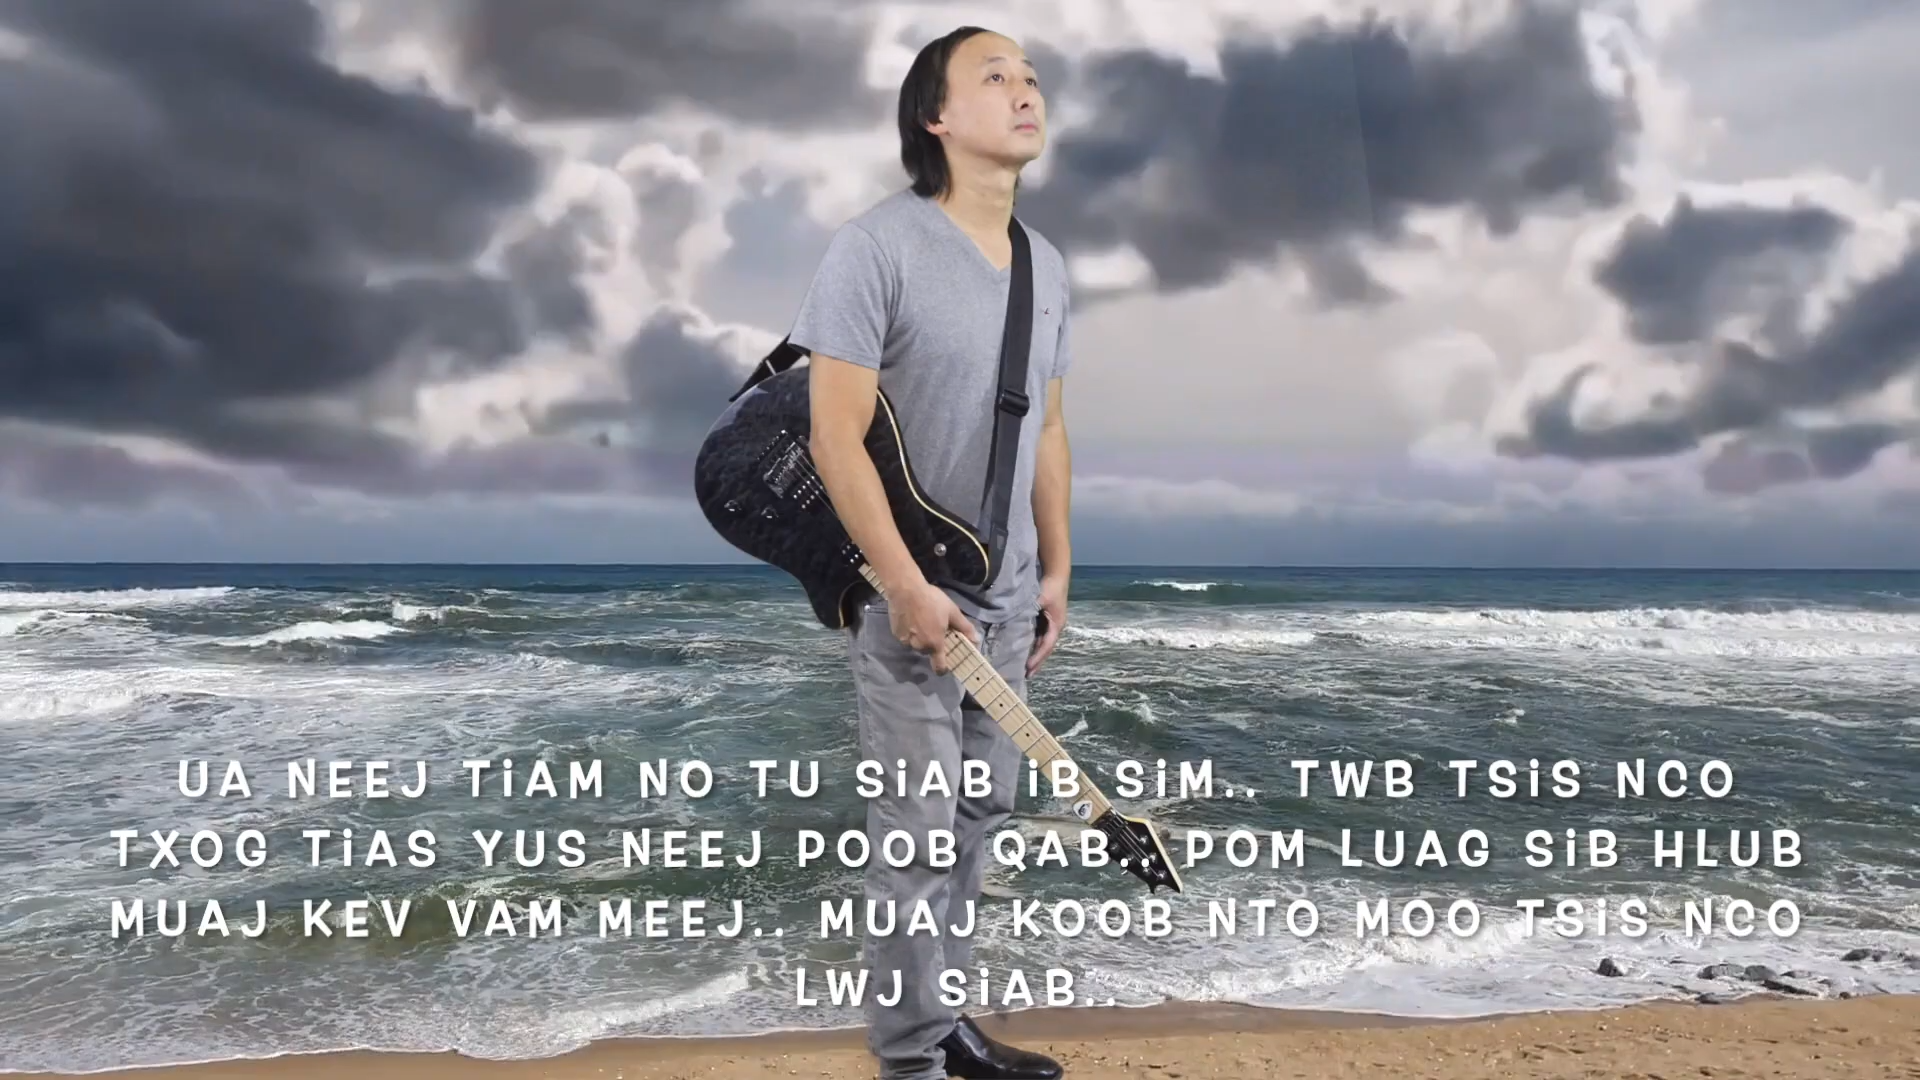 UA NEEJ TiAM NO TU SiAB iB SiM.. TWB TSiS NCO
TXOG TiAS YUS NEEJ POOB QAB.. POM LUAG SiB HLUB
MUAJ KEV VAM MEEJ.. MUAJ KOOB NTO MOO TSiS NCO
LWJ SiAB..